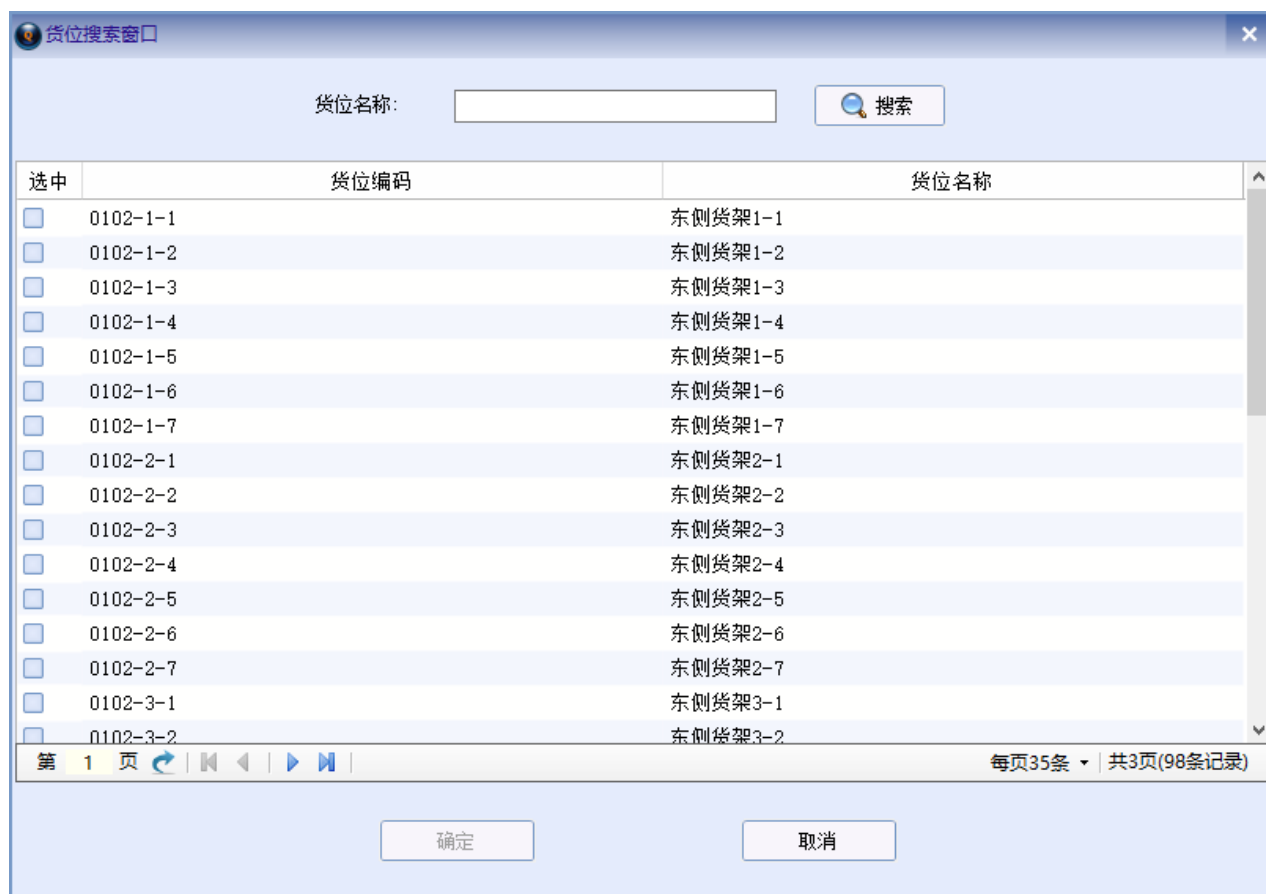 货位搜索窗口
货位名称: 搜索
选中 货位编码 货位名称
0102-1-1 东侧货架1-1
0102-1-2 东侧货架1-2
0102-1-3 东侧货架1-3
0102-1-4 东侧货架1-4
0102-1-5 东侧货架1-5
0102-1-6 东侧货架1-6
0102-1-7 东侧货架1-7
0102-2-1 东侧货架2-1
0102-2-2 东侧货架2-2
0102-2-3 东侧货架2-3
0102-2-4 东侧货架2-4
0102-2-5 东侧货架2-5
0102-2-6 东侧货架2-6
0102-2-7 东侧货架2-7
0102-3-1 东侧货架3-1
0102-3-2 东侧货架3-2
第 1 页 每页35条 共3页(98条记录)
确定 取消